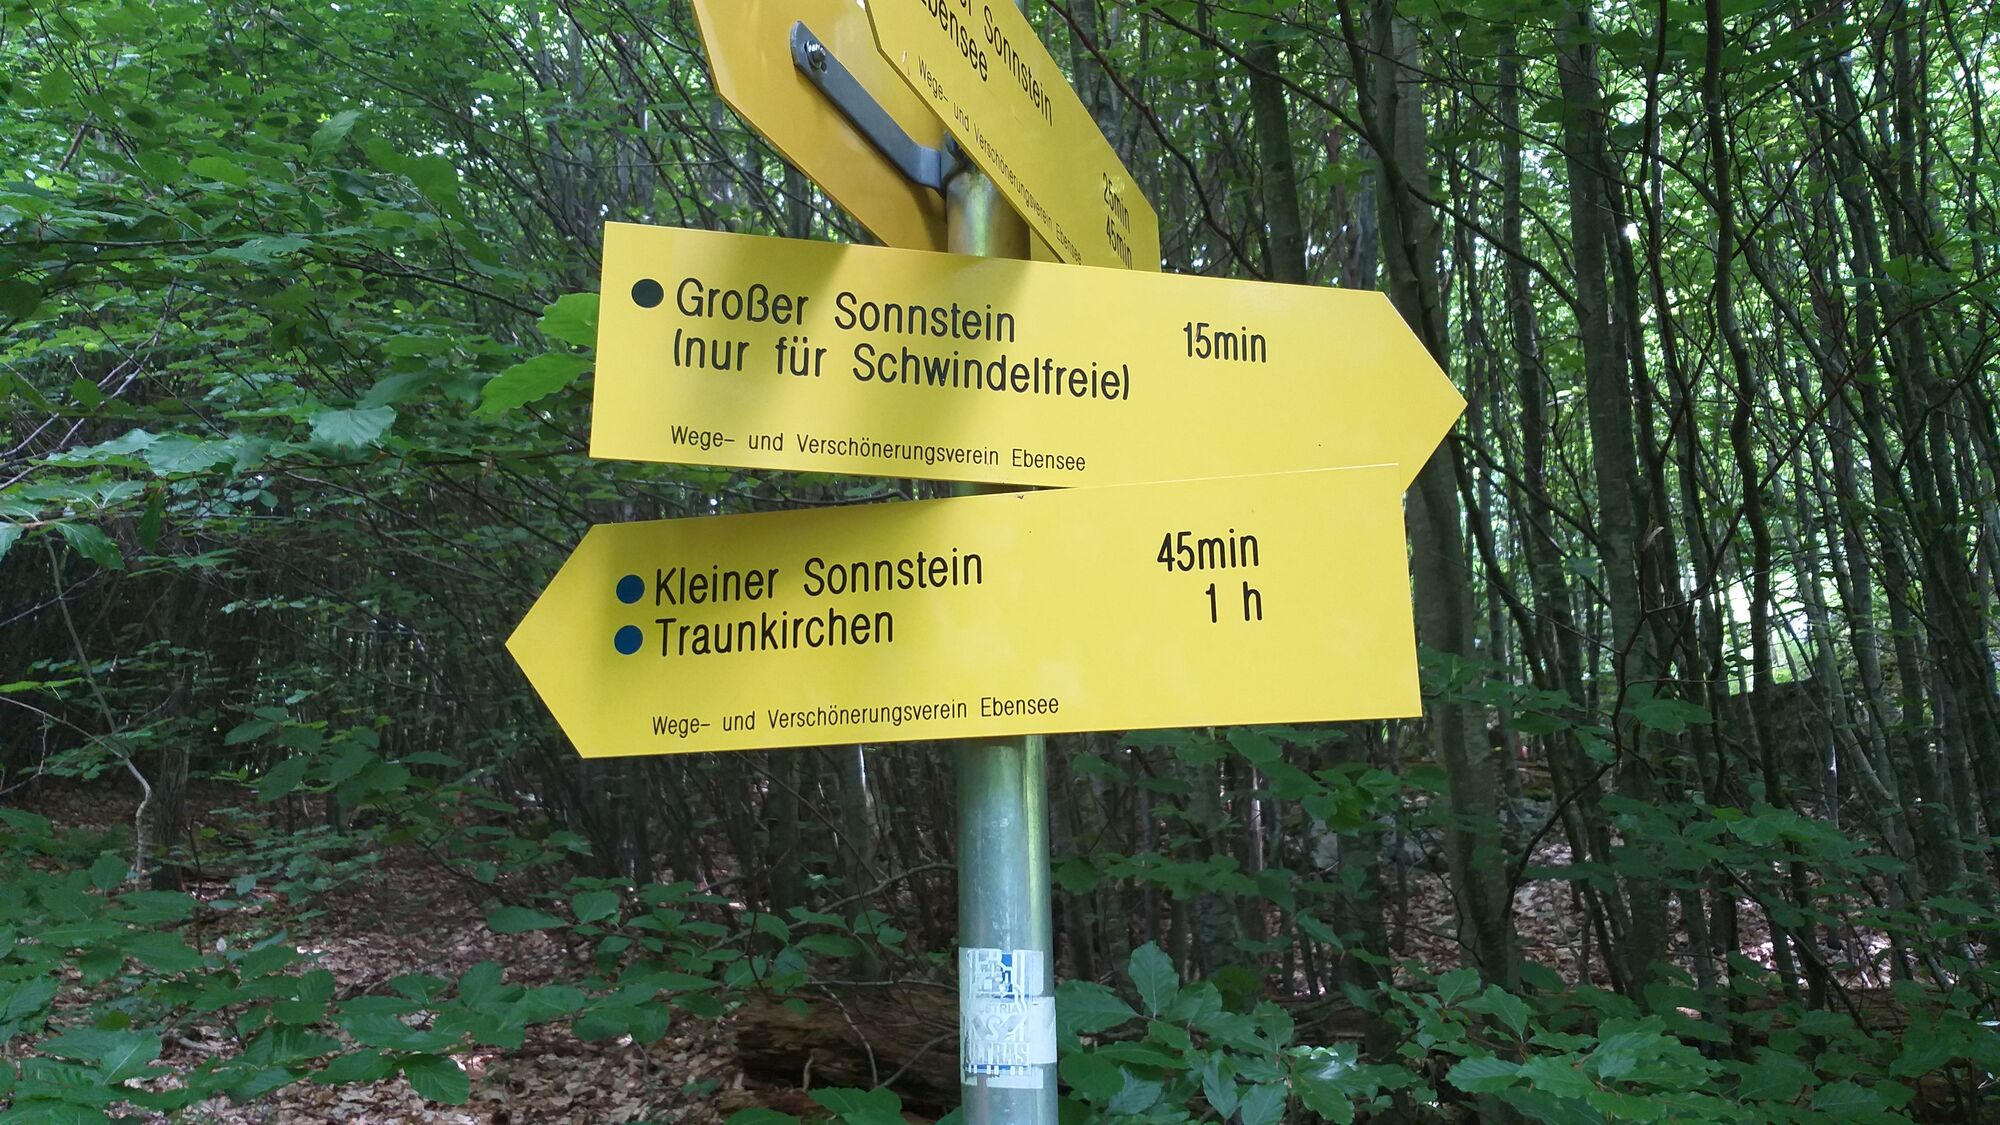 Sonnstein
Ebensee
Wege- und Verschönerungsverein Ebensee
25min
45min
Großer Sonnstein 15min
(nur für Schwindelfreie)
Wege- und Verschönerungsverein Ebensee
Kleiner Sonnstein 45min
Traunkirchen 1 h
Wege- und Verschönerungsverein Ebensee